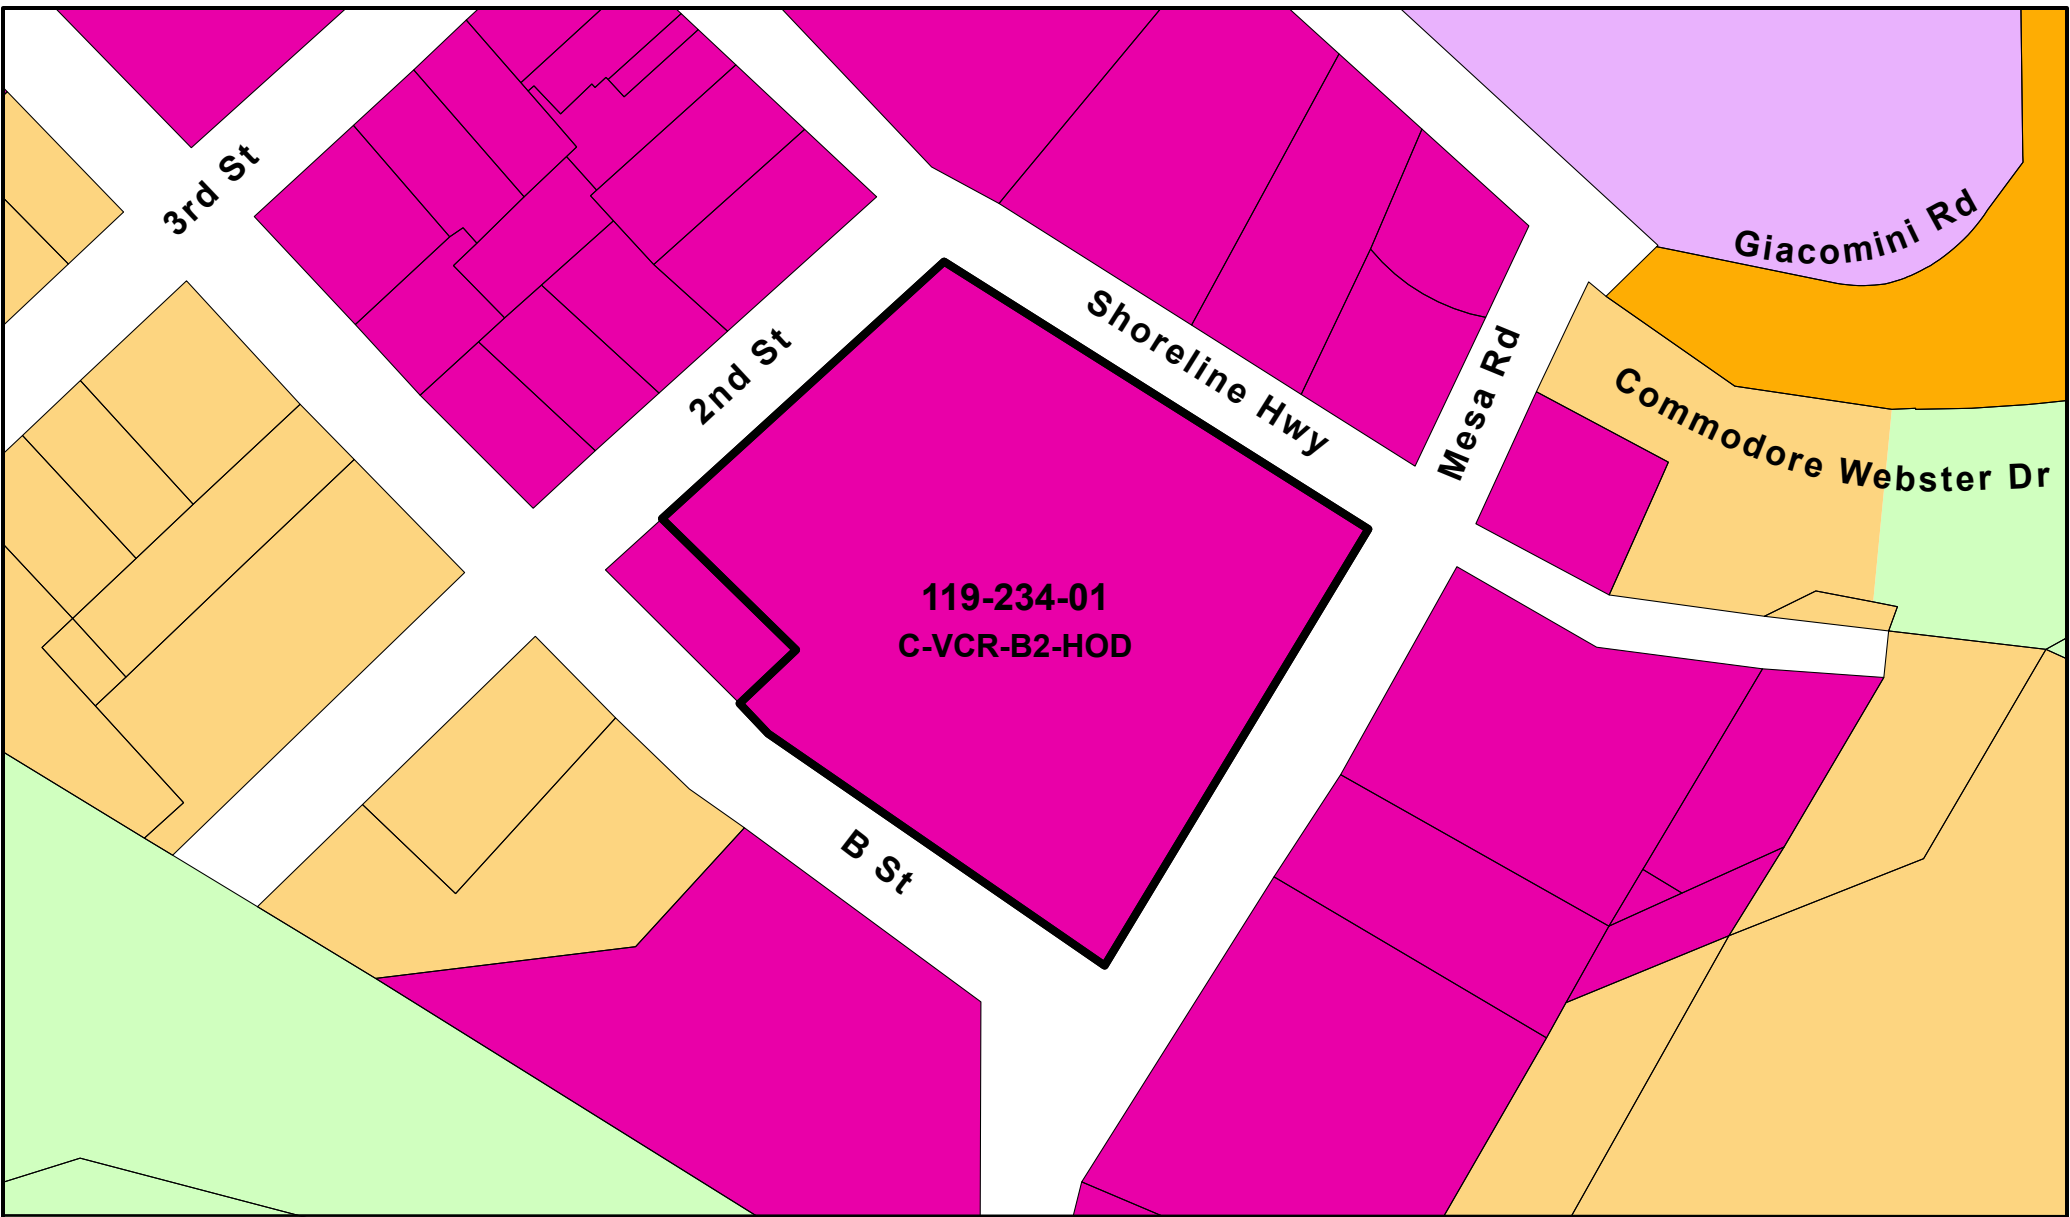 3rd St
Giacomini Rd
2nd St
Shoreline Hwy
Mesa Rd
Commodore Webster Dr
119-234-01
C-VCR-B2-HOD
B St